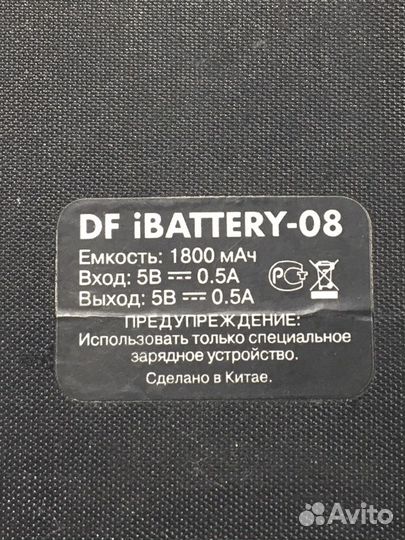 DF iBATTERY-08
Емкость: 1800 мАч
Вход: 5В 0.5А
Выход: 5В 0.5А
РСТ
ПРЕДУПРЕЖДЕНИЕ:
Использовать только специальное
зарядное устройство.
Сделано в Китае.
Avito